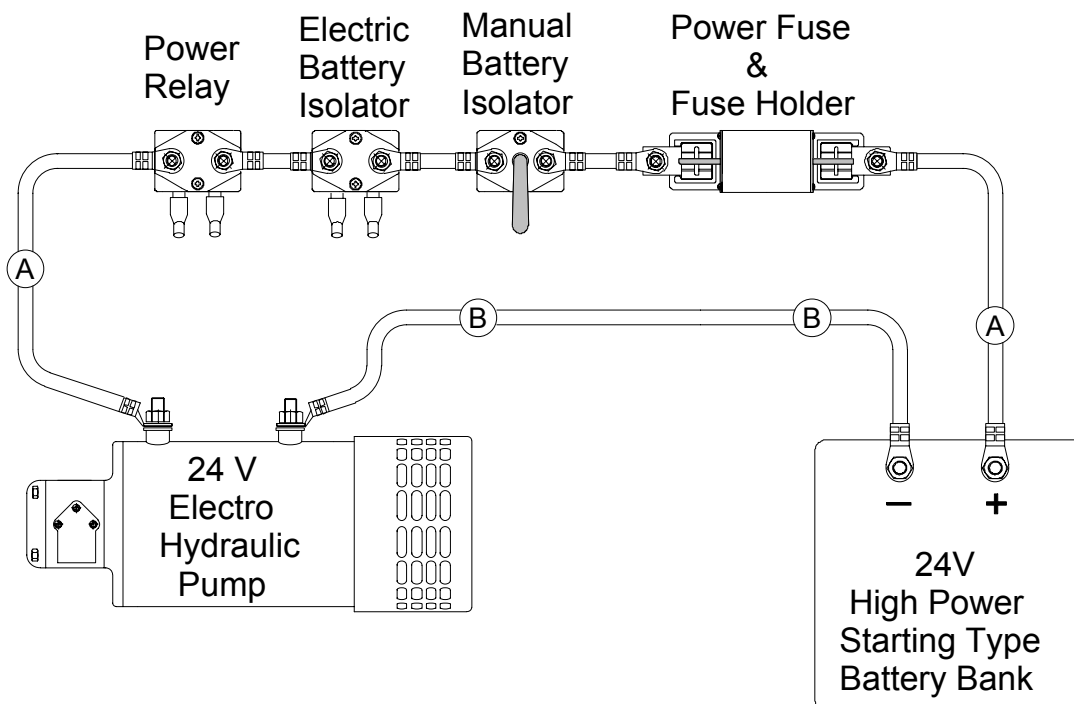 Power
Relay
Electric
Battery
Isolator
Manual
Battery
Isolator
Power Fuse
&
Fuse Holder
A
B
B
A
24 V
Electro
Hydraulic
Pump
– +
24V
High Power
Starting Type
Battery Bank